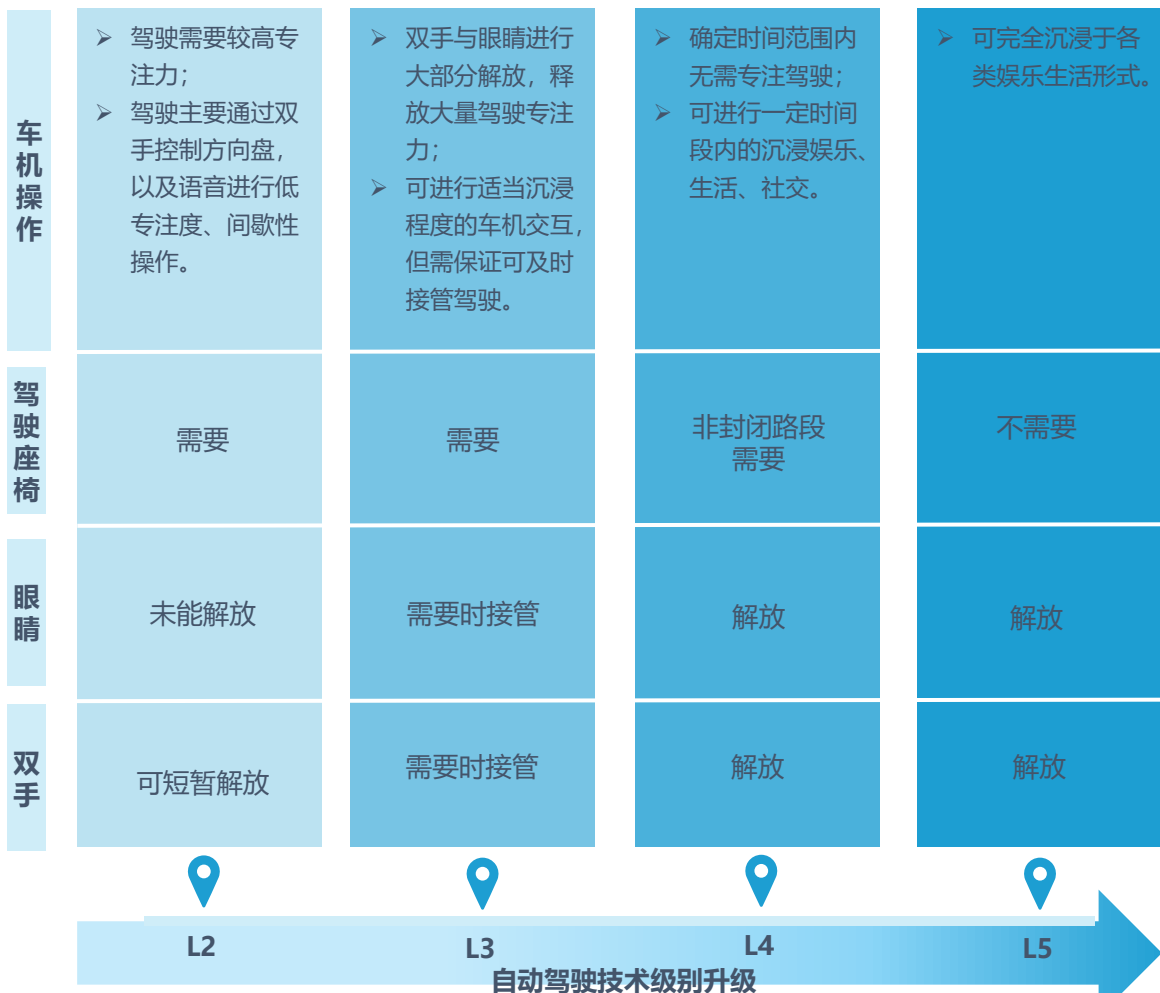 车机操作
驾驶需要较高专
注力；
驾驶主要通过双
手控制方向盘，
以及语音进行低
专注度、间歇性
操作。
双手与眼睛进行
大部分解放，释
放大量驾驶专注
力；
可进行适当沉浸
程度的车机交互，
但需保证可及时
接管驾驶。
确定时间范围内
无需专注驾驶；
可进行一定时间
段内的沉浸娱乐、
生活、社交。
可完全沉浸于各
类娱乐生活形式。
驾驶座椅
需要
需要
非封闭路段
需要
不需要
眼睛
未能解放
需要时接管
解放
解放
双手
可短暂解放
需要时接管
解放
解放
L2
L3
L4
L5
自动驾驶技术级别升级